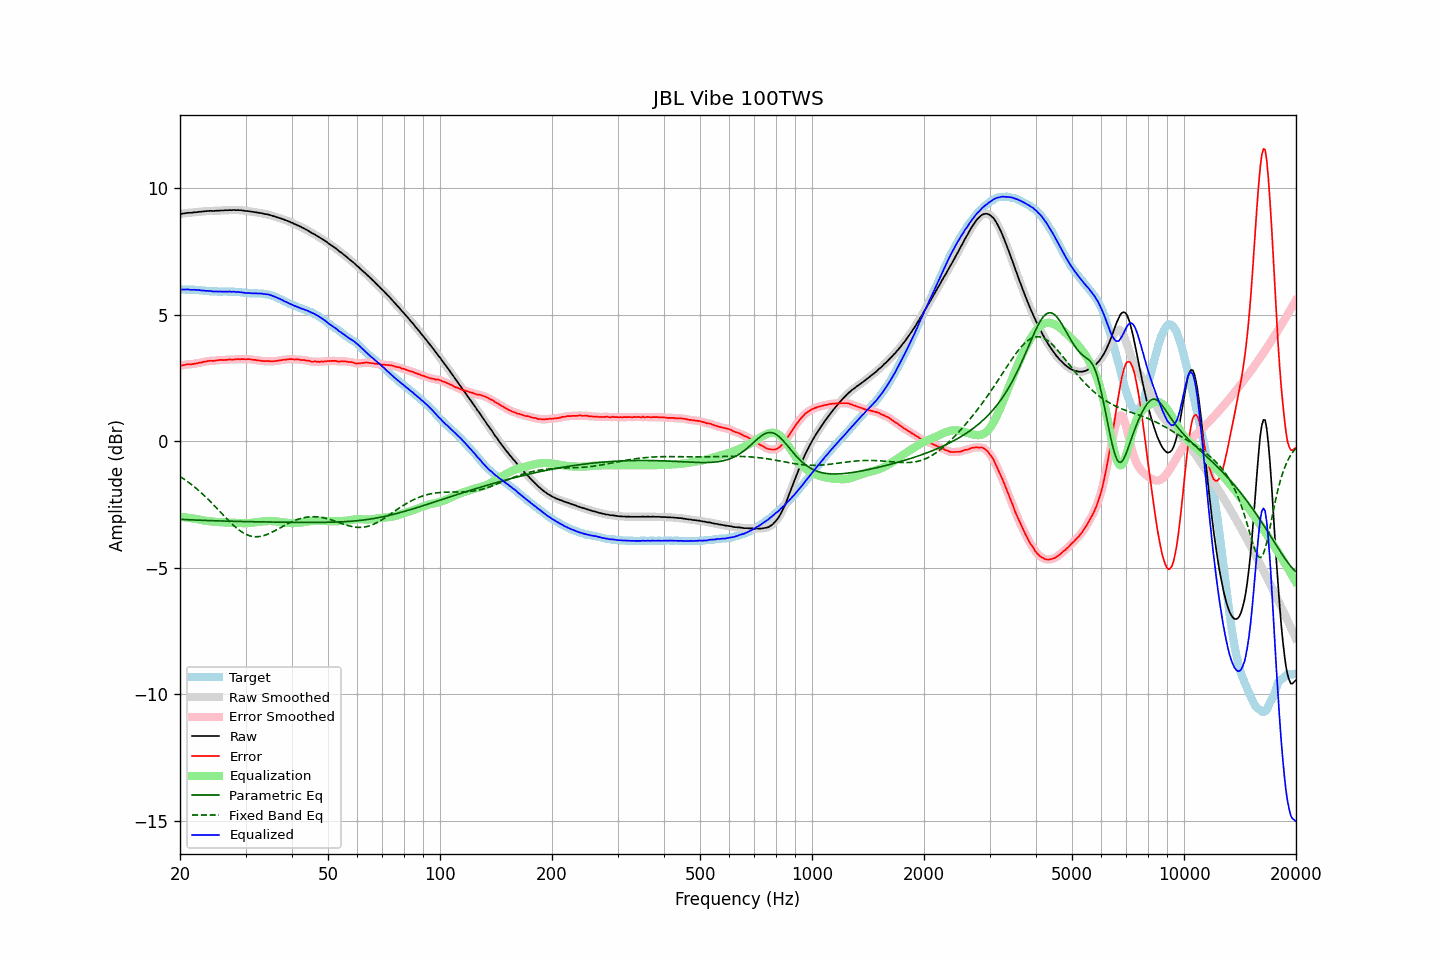 JBL Vibe 100TWS
Amplitude (dBr)
10
5
0
−5
−10
−15
Target
Raw Smoothed
Error Smoothed
Raw
Error
Equalization
Parametric Eq
Fixed Band Eq
Equalized
20 50 100 200 500 1000 2000 5000 10000 20000
Frequency (Hz)